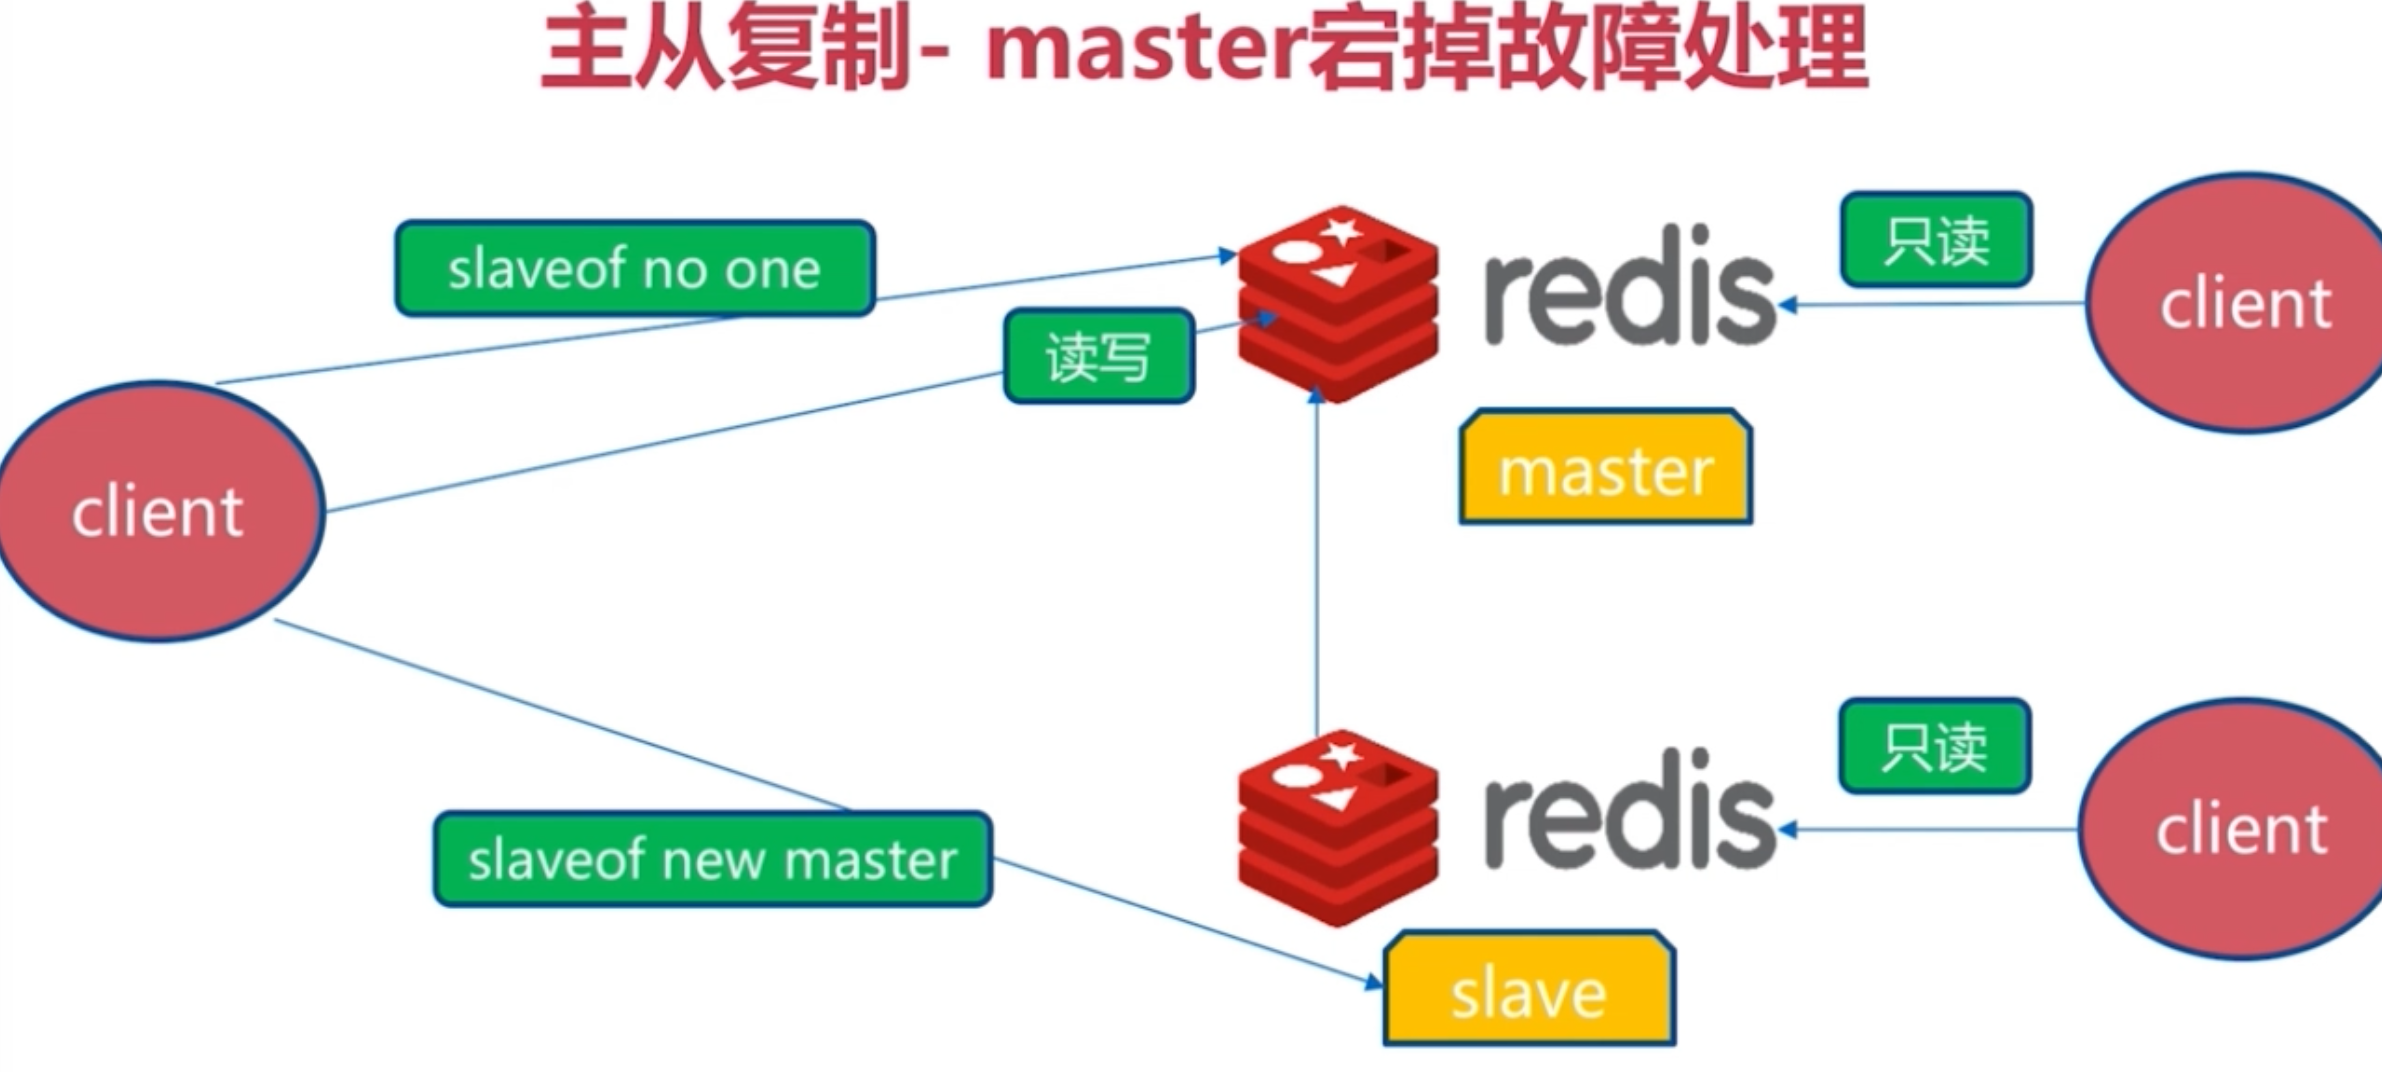 主从复制- master宕掉故障处理
slaveof no one
读写
redis
只读
client
master
client
slaveof new master
redis
只读
client
slave